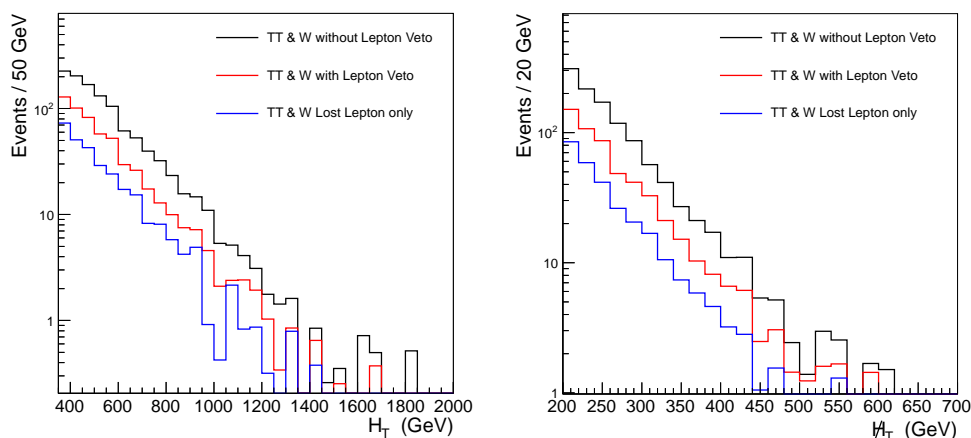 Events / 50 GeV
10²
10
1
TT & W without Lepton Veto
TT & W with Lepton Veto
TT & W Lost Lepton only
400 600 800 1000 1200 1400 1600 1800 2000
H_T (GeV)
Events / 20 GeV
10²
10
1
TT & W without Lepton Veto
TT & W with Lepton Veto
TT & W Lost Lepton only
200 250 300 350 400 450 500 550 600 650 700
H̸_T (GeV)